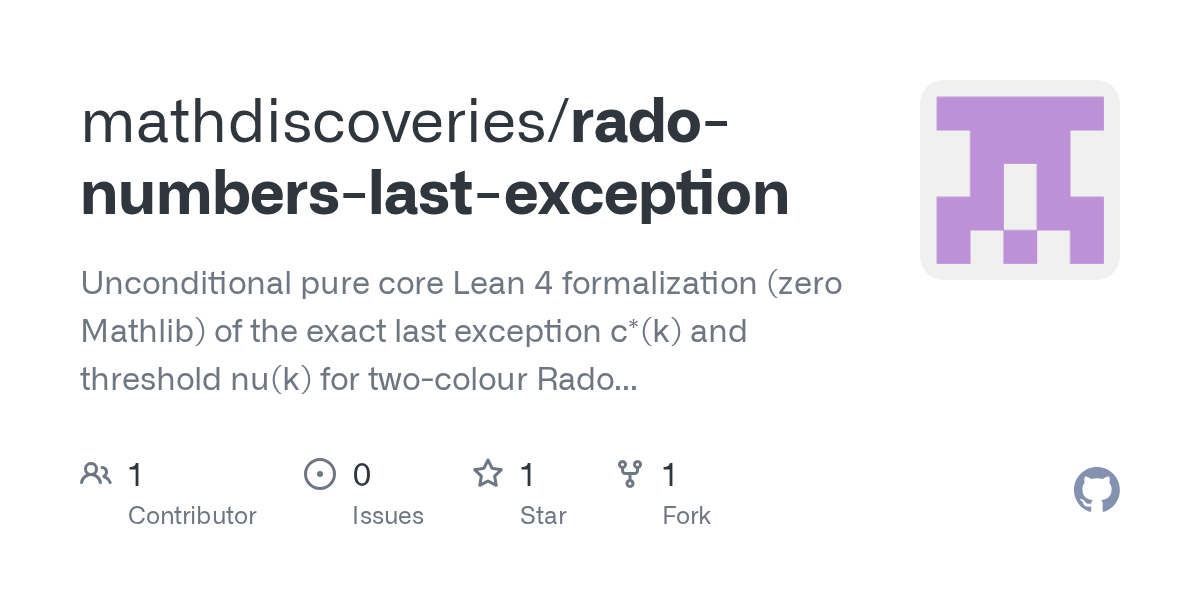 mathdiscoveries/rado-
numbers-last-exception
Unconditional pure core Lean 4 formalization (zero
Mathlib) of the exact last exception c*(k) and
threshold nu(k) for two-colour Rado...
1 0 1 1
Contributor Issues Star Fork